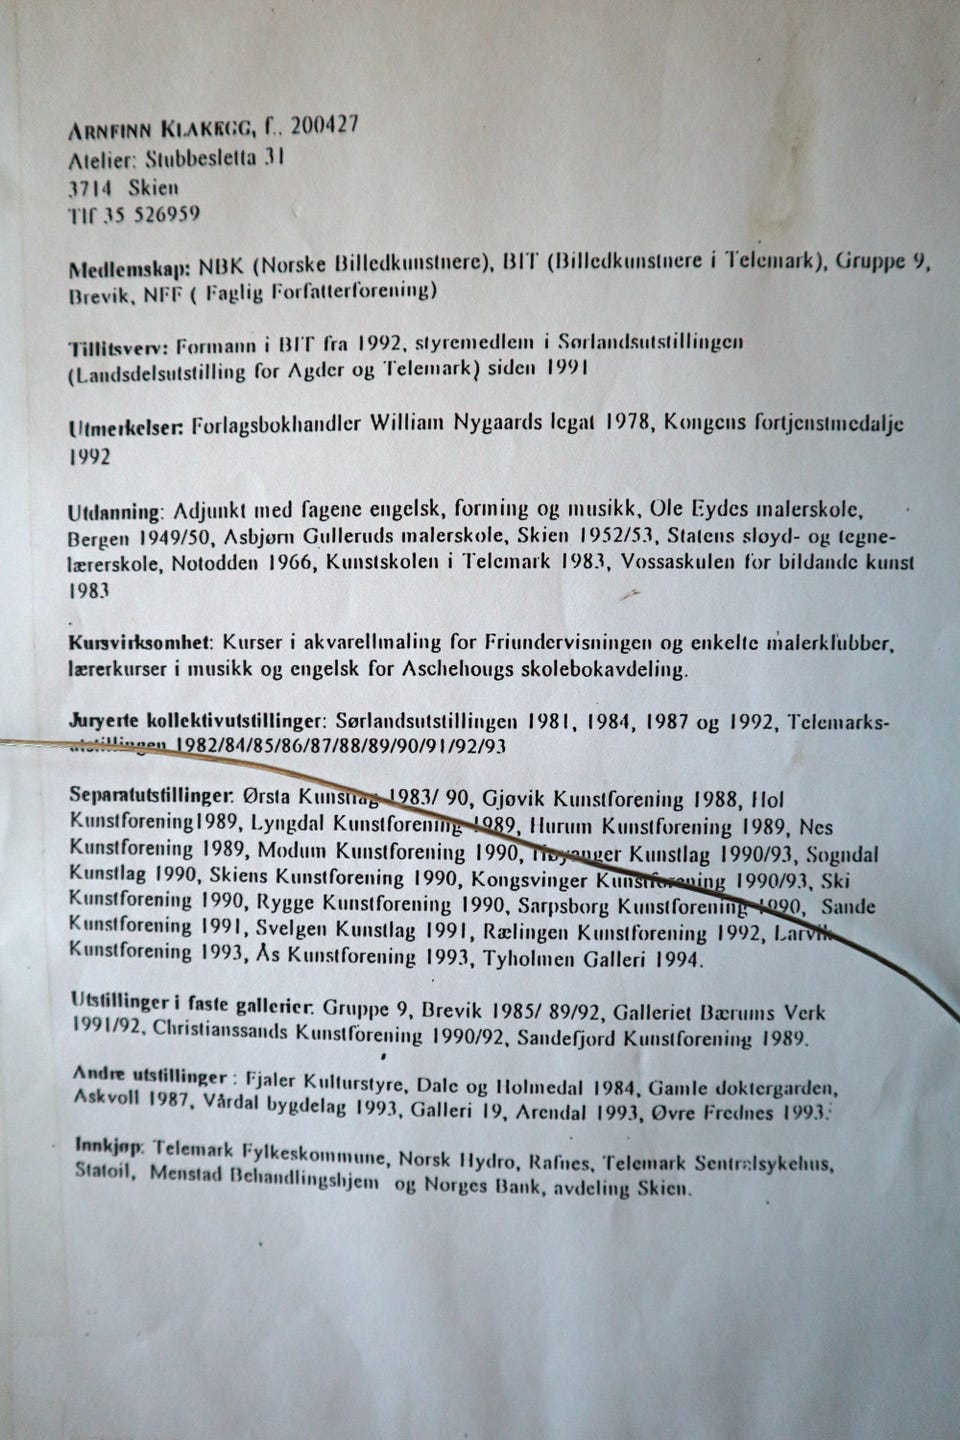 ARNFINN KLAKEGG, f.. 200427
Atelier: Stubbesletta 31
3714 Skien
Tlf 35 526959
Medlemskap: NBK (Norske Billedkunstnere), BIT (Billedkunstnere i Telemark), Gruppe 9,
Brevik, NFF ( Faglig Forfatterforening)
Tillitsverv: Formann i BIT fra 1992, styremedlem i Sørlandsutstillingen
(Landsdelsutstilling for Agder og Telemark) siden 1991
Utmerkelser: Forlagsbokhandler William Nygaards legat 1978, Kongens fortjenstmedalje
1992
Utdanning: Adjunkt med fagene engelsk, forming og musikk, Ole Eydes malerskole,
Bergen 1949/50, Asbjørn Gulleruds malerskole, Skien 1952/53, Statens sløyd- og tegne-
lærerskole, Notodden 1966, Kunstskolen i Telemark 1983, Vossaskulen for bildande kunst
1983
Kursvirksomhet: Kurser i akvarellmaling for Friundervisningen og enkelte malerklubber,
lærerkurser i musikk og engelsk for Aschehougs skolebokavdeling.
Juryerte kollektivutstillinger: Sørlandsutstillingen 1981, 1984, 1987 og 1992, Telemarks-
utstillingen 1982/84/85/86/87/88/89/90/91/92/93
Separatutstillinger: Ørsta Kunstlag 1983/ 90, Gjøvik Kunstforening 1988, Hol
Kunstforening1989, Lyngdal Kunstforening 1989, Hurum Kunstforening 1989, Nes
Kunstforening 1989, Modum Kunstforening 1990, Høyanger Kunstlag 1990/93, Sogndal
Kunstlag 1990, Skiens Kunstforening 1990, Kongsvinger Kunstforening 1990/93, Ski
Kunstforening 1990, Rygge Kunstforening 1990, Sarpsborg Kunstforening 1990, Sande
Kunstforening 1991, Svelgen Kunstlag 1991, Rælingen Kunstforening 1992, Larvik
Kunstforening 1993, Ås Kunstforening 1993, Tyholmen Galleri 1994.
Utstillinger i faste gallerier: Gruppe 9, Brevik 1985/ 89/92, Galleriet Bærums Verk
1991/92, Christianssands Kunstforening 1990/92, Sandefjord Kunstforening 1989.
Andre utstillinger : Fjaler Kulturstyre, Dale og Holmedal 1984, Gamle doktergarden,
Askvoll 1987, Vårdal bygdelag 1993, Galleri 19, Arendal 1993, Øvre Frednes 1993.
Innkjøp: Telemark Fylkeskommune, Norsk Hydro, Rafnes, Telemark Sentralsykehus,
Statoil, Menstad Behandlingshjem og Norges Bank, avdeling Skien.